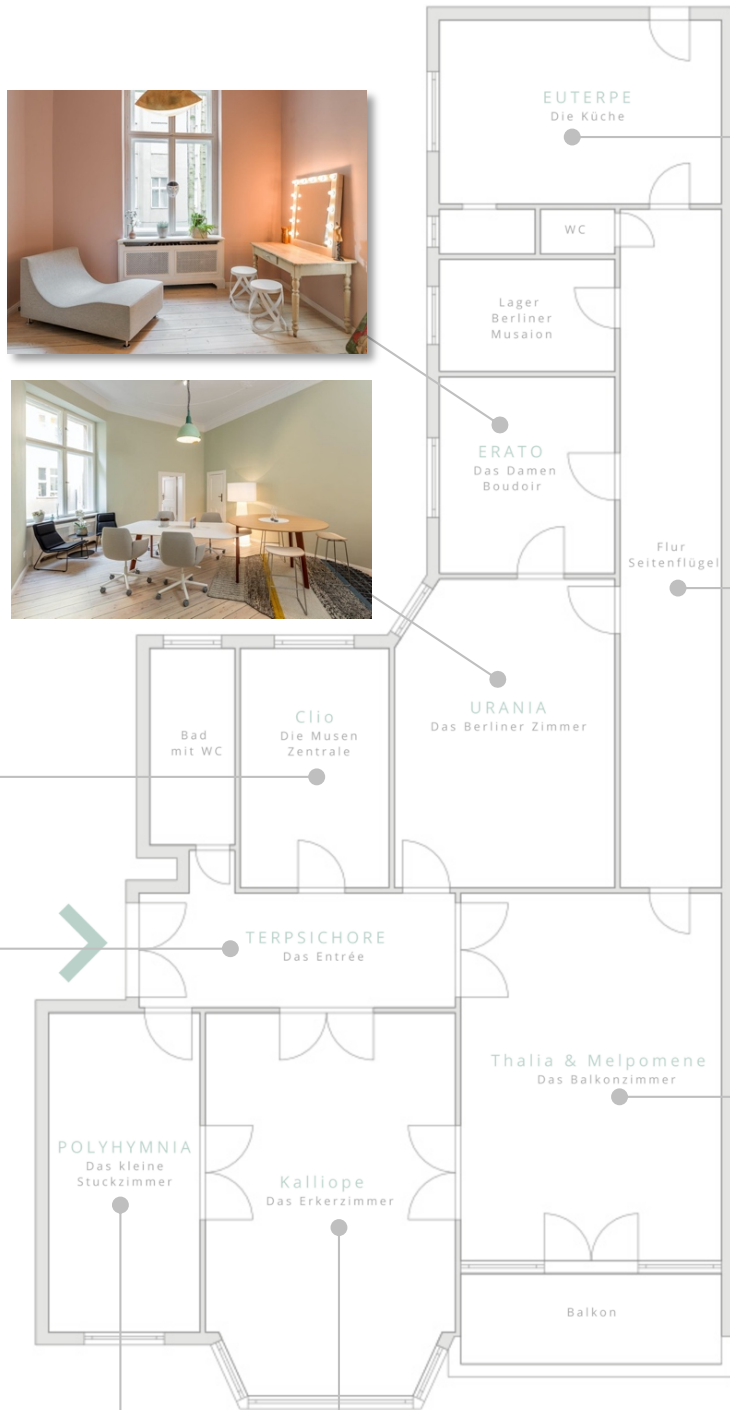 EUTERPE
Die Küche
WC
Lager
Berliner
Musaion
ERATO
Das Damen
Boudoir
Flur
Seitenflügel
URANIA
Das Berliner Zimmer
Clio
Die Musen
Zentrale
Bad
mit WC
TERPSICHORE
Das Entrée
Thalia & Melpomene
Das Balkonzimmer
POLYHYMNIA
Das kleine
Stuckzimmer
Kalliope
Das Erkerzimmer
Balkon